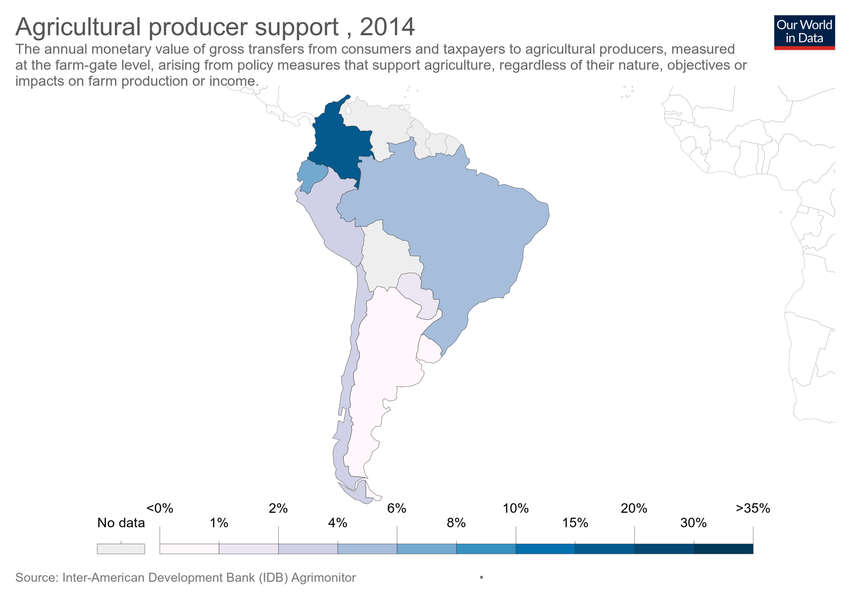 Agricultural producer support , 2014
Our World
in Data
The annual monetary value of gross transfers from consumers and taxpayers to agricultural producers, measured
at the farm-gate level, arising from policy measures that support agriculture, regardless of their nature, objectives or
impacts on farm production or income.
<0% 2% 6% 10% 20% >35%
No data 1% 4% 8% 15% 30%
Source: Inter-American Development Bank (IDB) Agrimonitor •